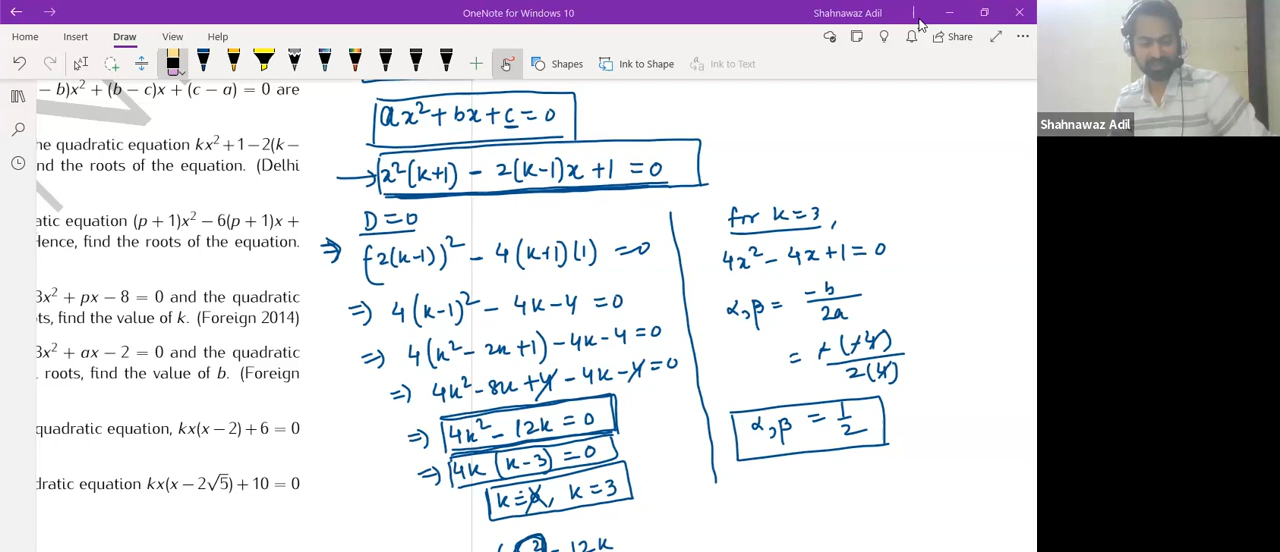 OneNote for Windows 10
Shahnawaz Adil
Home Insert Draw View Help
Share
Shapes Ink to Shape Ink to Text
Shahnawaz Adil
− b)x² + (b − c)x + (c − a) = 0 are
he quadratic equation kx² + 1 − 2(k −
nd the roots of the equation. (Delhi
atic equation (p + 1)x² − 6(p + 1)x +
Hence, find the roots of the equation.
3x² + px − 8 = 0 and the quadratic
ts, find the value of k. (Foreign 2014)
3x² + ax − 2 = 0 and the quadratic
roots, find the value of b. (Foreign
quadratic equation, kx(x − 2) + 6 = 0
dratic equation kx(x − 2√5) + 10 = 0
ax² + bx + c = 0
→ x²(k+1) − 2(k−1)x + 1 = 0
D = 0
⇒ {2(k−1))² − 4(k+1)(1) = 0
⇒ 4(k−1)² − 4k − 4 = 0
⇒ 4(k² − 2k + 1) − 4k − 4 = 0
⇒ 4k² − 8k + 4 − 4k − 4 = 0
⇒ 4k² − 12k = 0
⇒ 4k (k−3) = 0
k = 0, k = 3
2 = 12k
for k = 3,
4x² − 4x + 1 = 0
α, β = −b/2a
= −(−4)/2(4)
α, β = 1/2